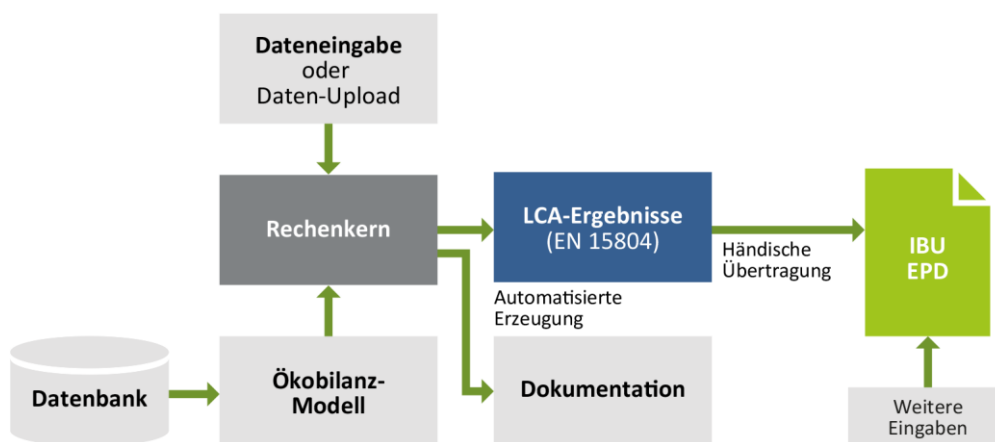 Dateneingabe
oder
Daten-Upload
Rechenkern
LCA-Ergebnisse
(EN 15804)
Händische
Übertragung
IBU
EPD
Automatisierte
Erzeugung
Datenbank
Ökobilanz-
Modell
Dokumentation
Weitere
Eingaben